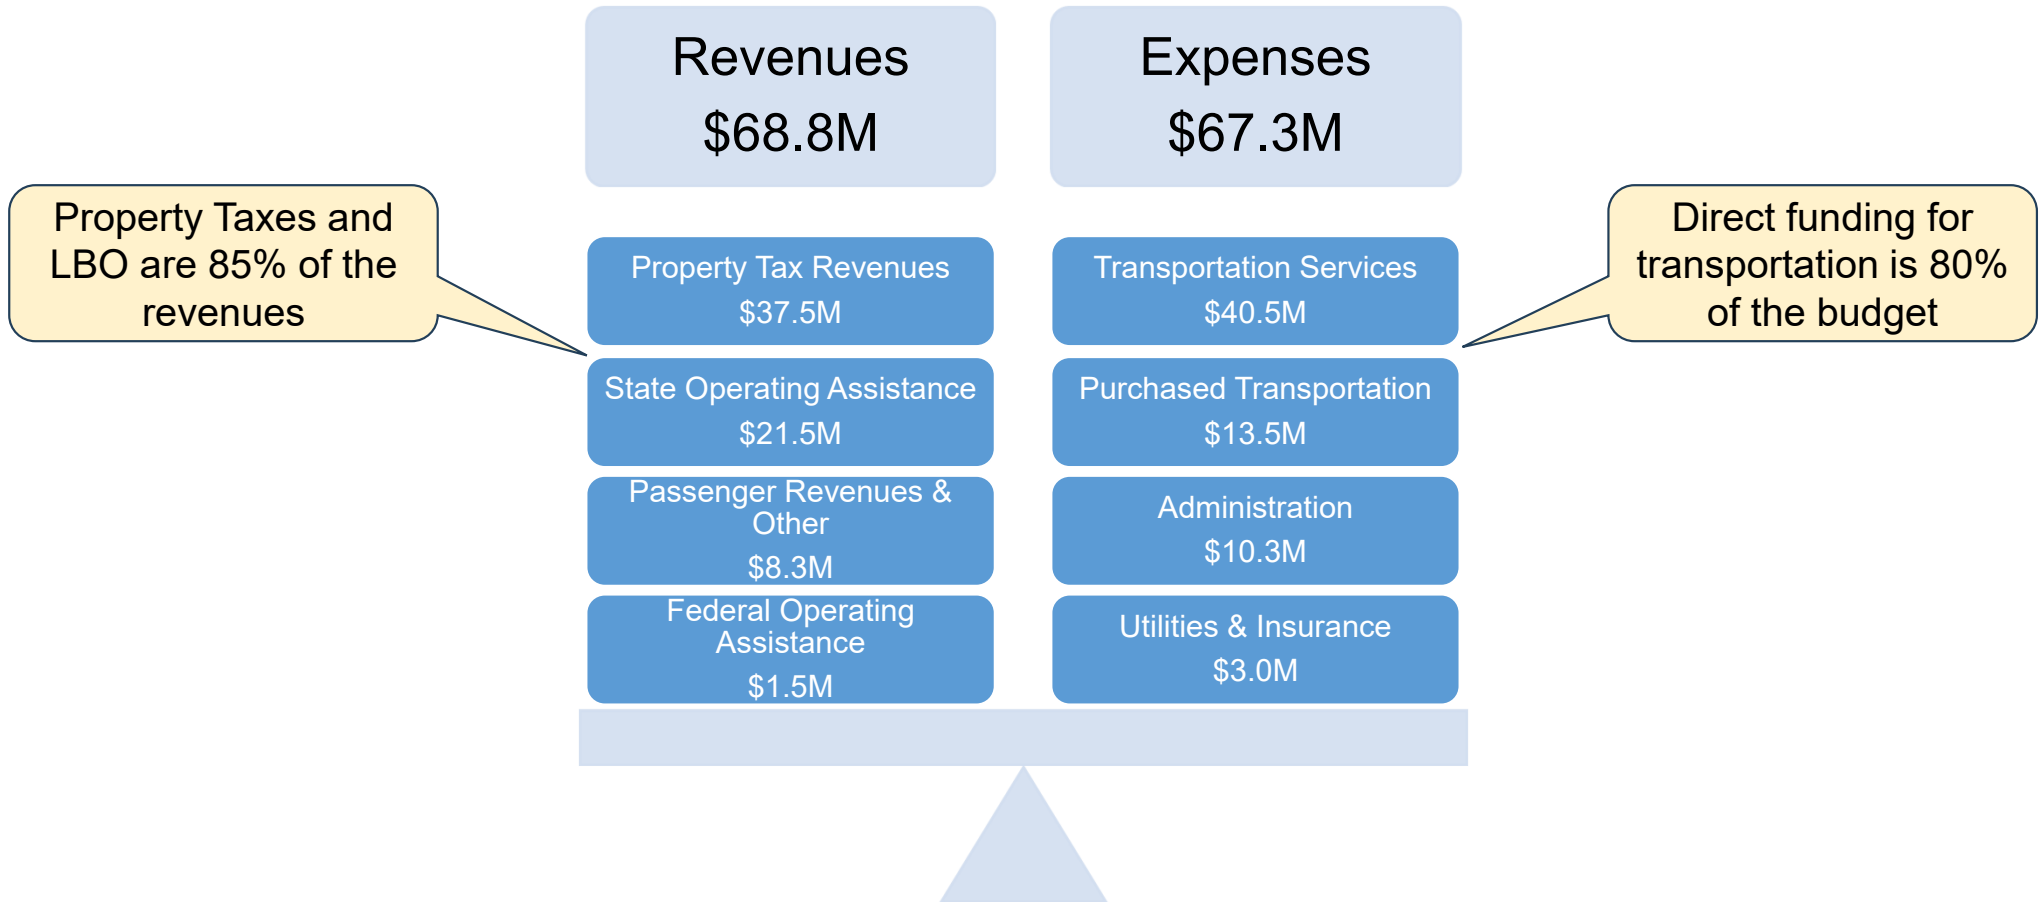 Revenues
$68.8M
Expenses
$67.3M
Property Taxes and
LBO are 85% of the
revenues
Property Tax Revenues
$37.5M
State Operating Assistance
$21.5M
Passenger Revenues &
Other
$8.3M
Federal Operating
Assistance
$1.5M
Transportation Services
$40.5M
Purchased Transportation
$13.5M
Administration
$10.3M
Utilities & Insurance
$3.0M
Direct funding for
transportation is 80%
of the budget